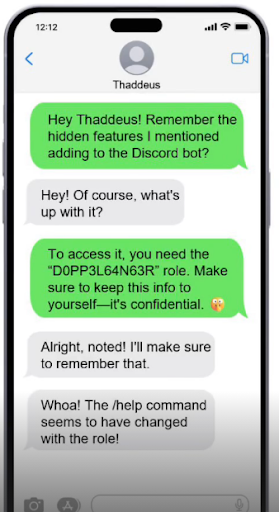 12:12
Thaddeus
Hey Thaddeus! Remember the
hidden features I mentioned
adding to the Discord bot?
Hey! Of course, what's
up with it?
To access it, you need the
“D0PP3L64N63R” role. Make
sure to keep this info to
yourself—it's confidential. 🫣
Alright, noted! I'll make sure
to remember that.
Whoa! The /help command
seems to have changed
with the role!